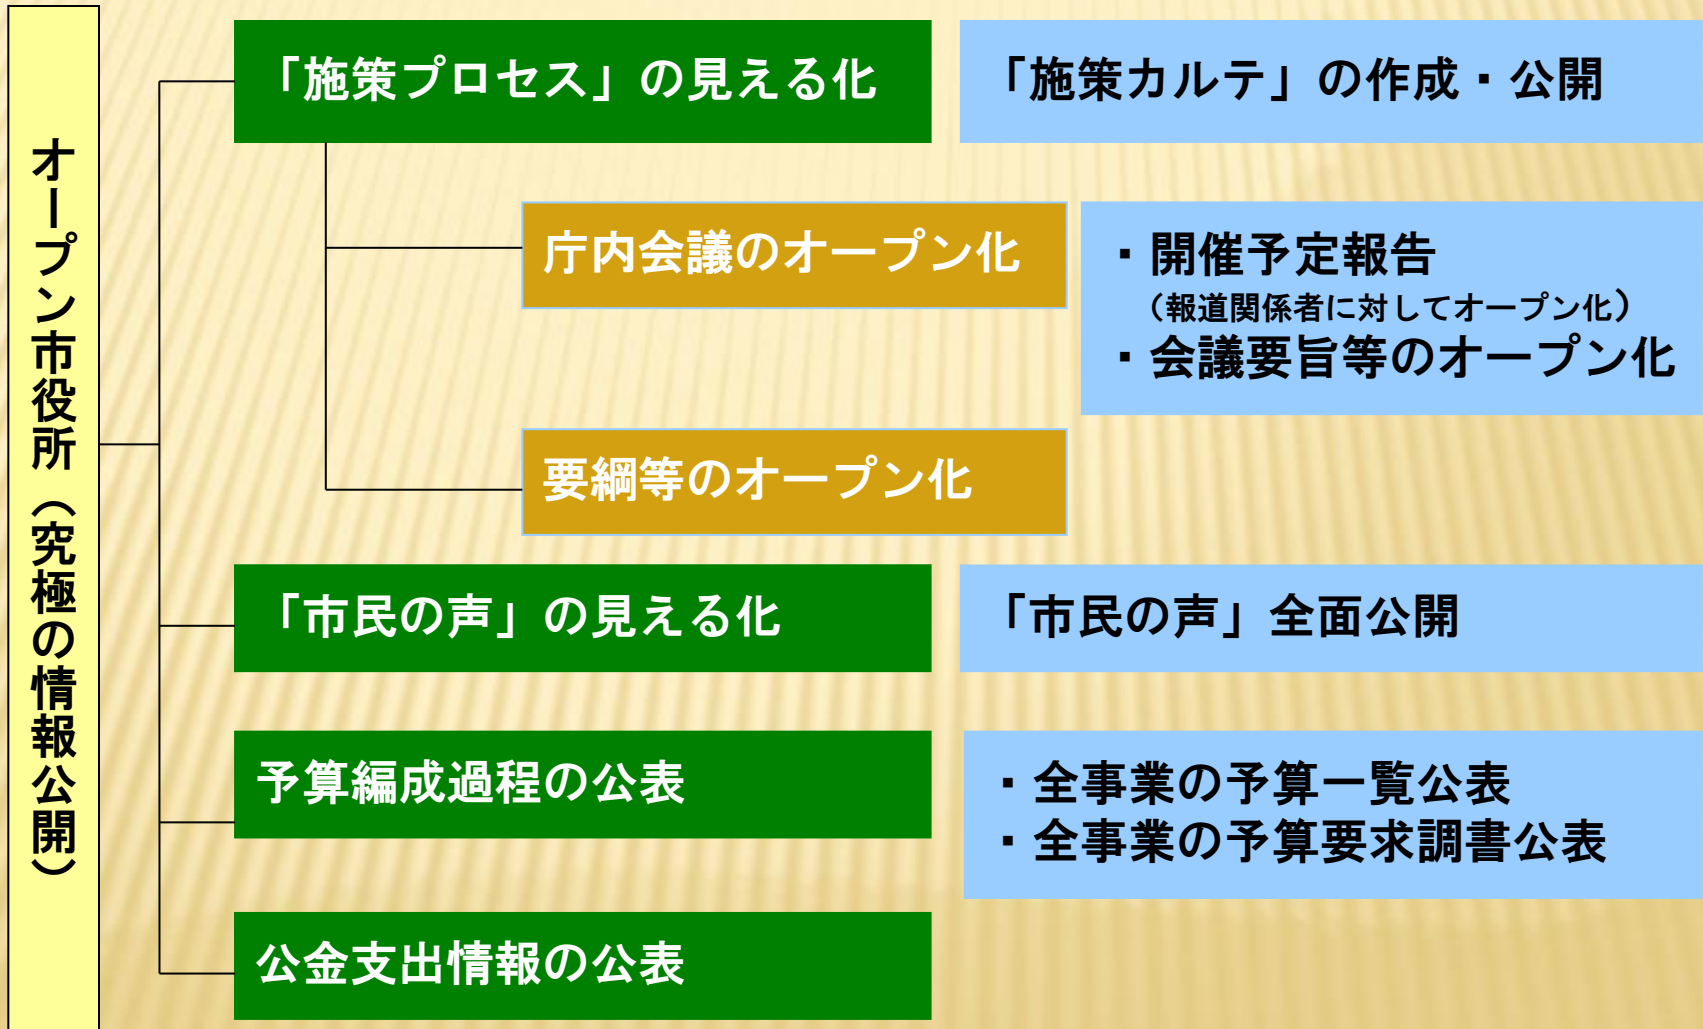 オープン市役所（究極の情報公開）
「施策プロセス」の見える化
「施策カルテ」の作成・公開
庁内会議のオープン化
・開催予定報告
（報道関係者に対してオープン化）
・会議要旨等のオープン化
要綱等のオープン化
「市民の声」の見える化
「市民の声」全面公開
予算編成過程の公表
・全事業の予算一覧公表
・全事業の予算要求調書公表
公金支出情報の公表